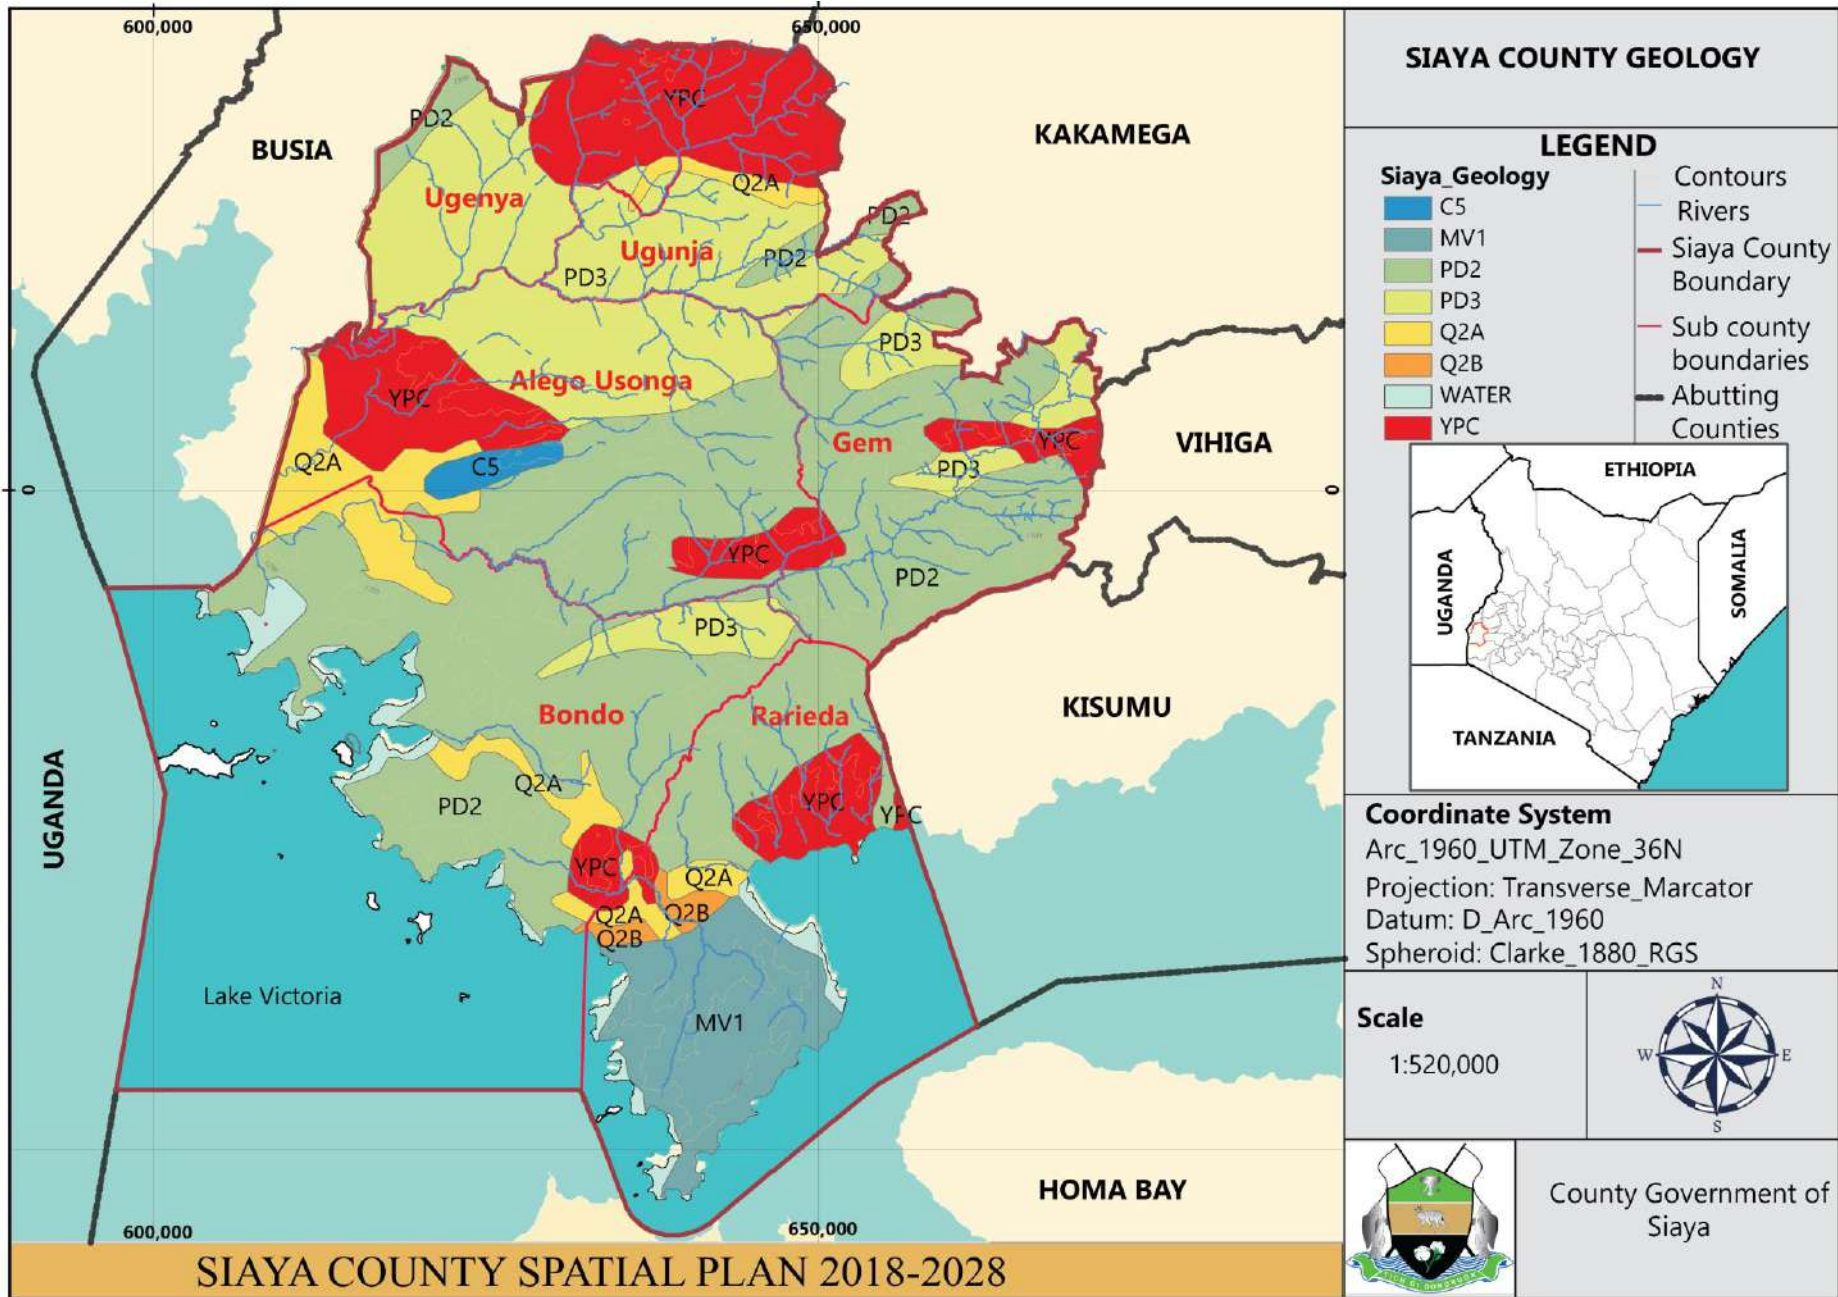 600,000
650,000
YPC
PD2
BUSIA
KAKAMEGA
Q2A
Ugenya
PD2
Ugunja
PD2
PD3
PD3
Alego Usonga
YPC
Gem
YPC
VIHIGA
Q2A
C5
PD3
0
0
YPC
PD2
PD3
Bondo
Rarieda
KISUMU
UGANDA
Q2A
PD2
YPC
YPC
YPC
Q2A
Q2A
Q2B
Q2B
Lake Victoria
MV1
HOMA BAY
600,000
650,000
SIAYA COUNTY SPATIAL PLAN 2018-2028
SIAYA COUNTY GEOLOGY
LEGEND
Siaya_Geology
C5
MV1
PD2
PD3
Q2A
Q2B
WATER
YPC
Contours
Rivers
Siaya County
Boundary
Sub county
boundaries
Abutting
Counties
ETHIOPIA
UGANDA
SOMALIA
TANZANIA
Coordinate System
Arc_1960_UTM_Zone_36N
Projection: Transverse_Marcator
Datum: D_Arc_1960
Spheroid: Clarke_1880_RGS
Scale
1:520,000
N
W
E
S
County Government of
Siaya